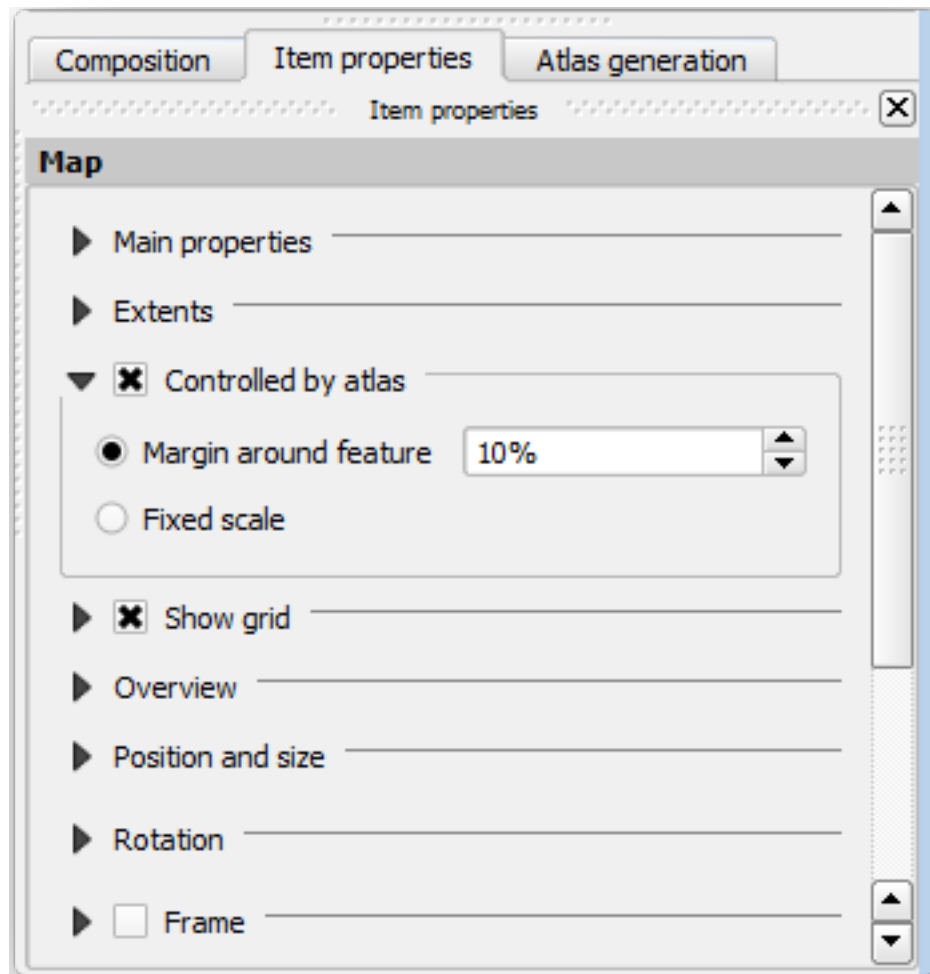 Composition Item properties Atlas generation
Item properties
Map
Main properties
Extents
Controlled by atlas
Margin around feature 10%
Fixed scale
Show grid
Overview
Position and size
Rotation
Frame